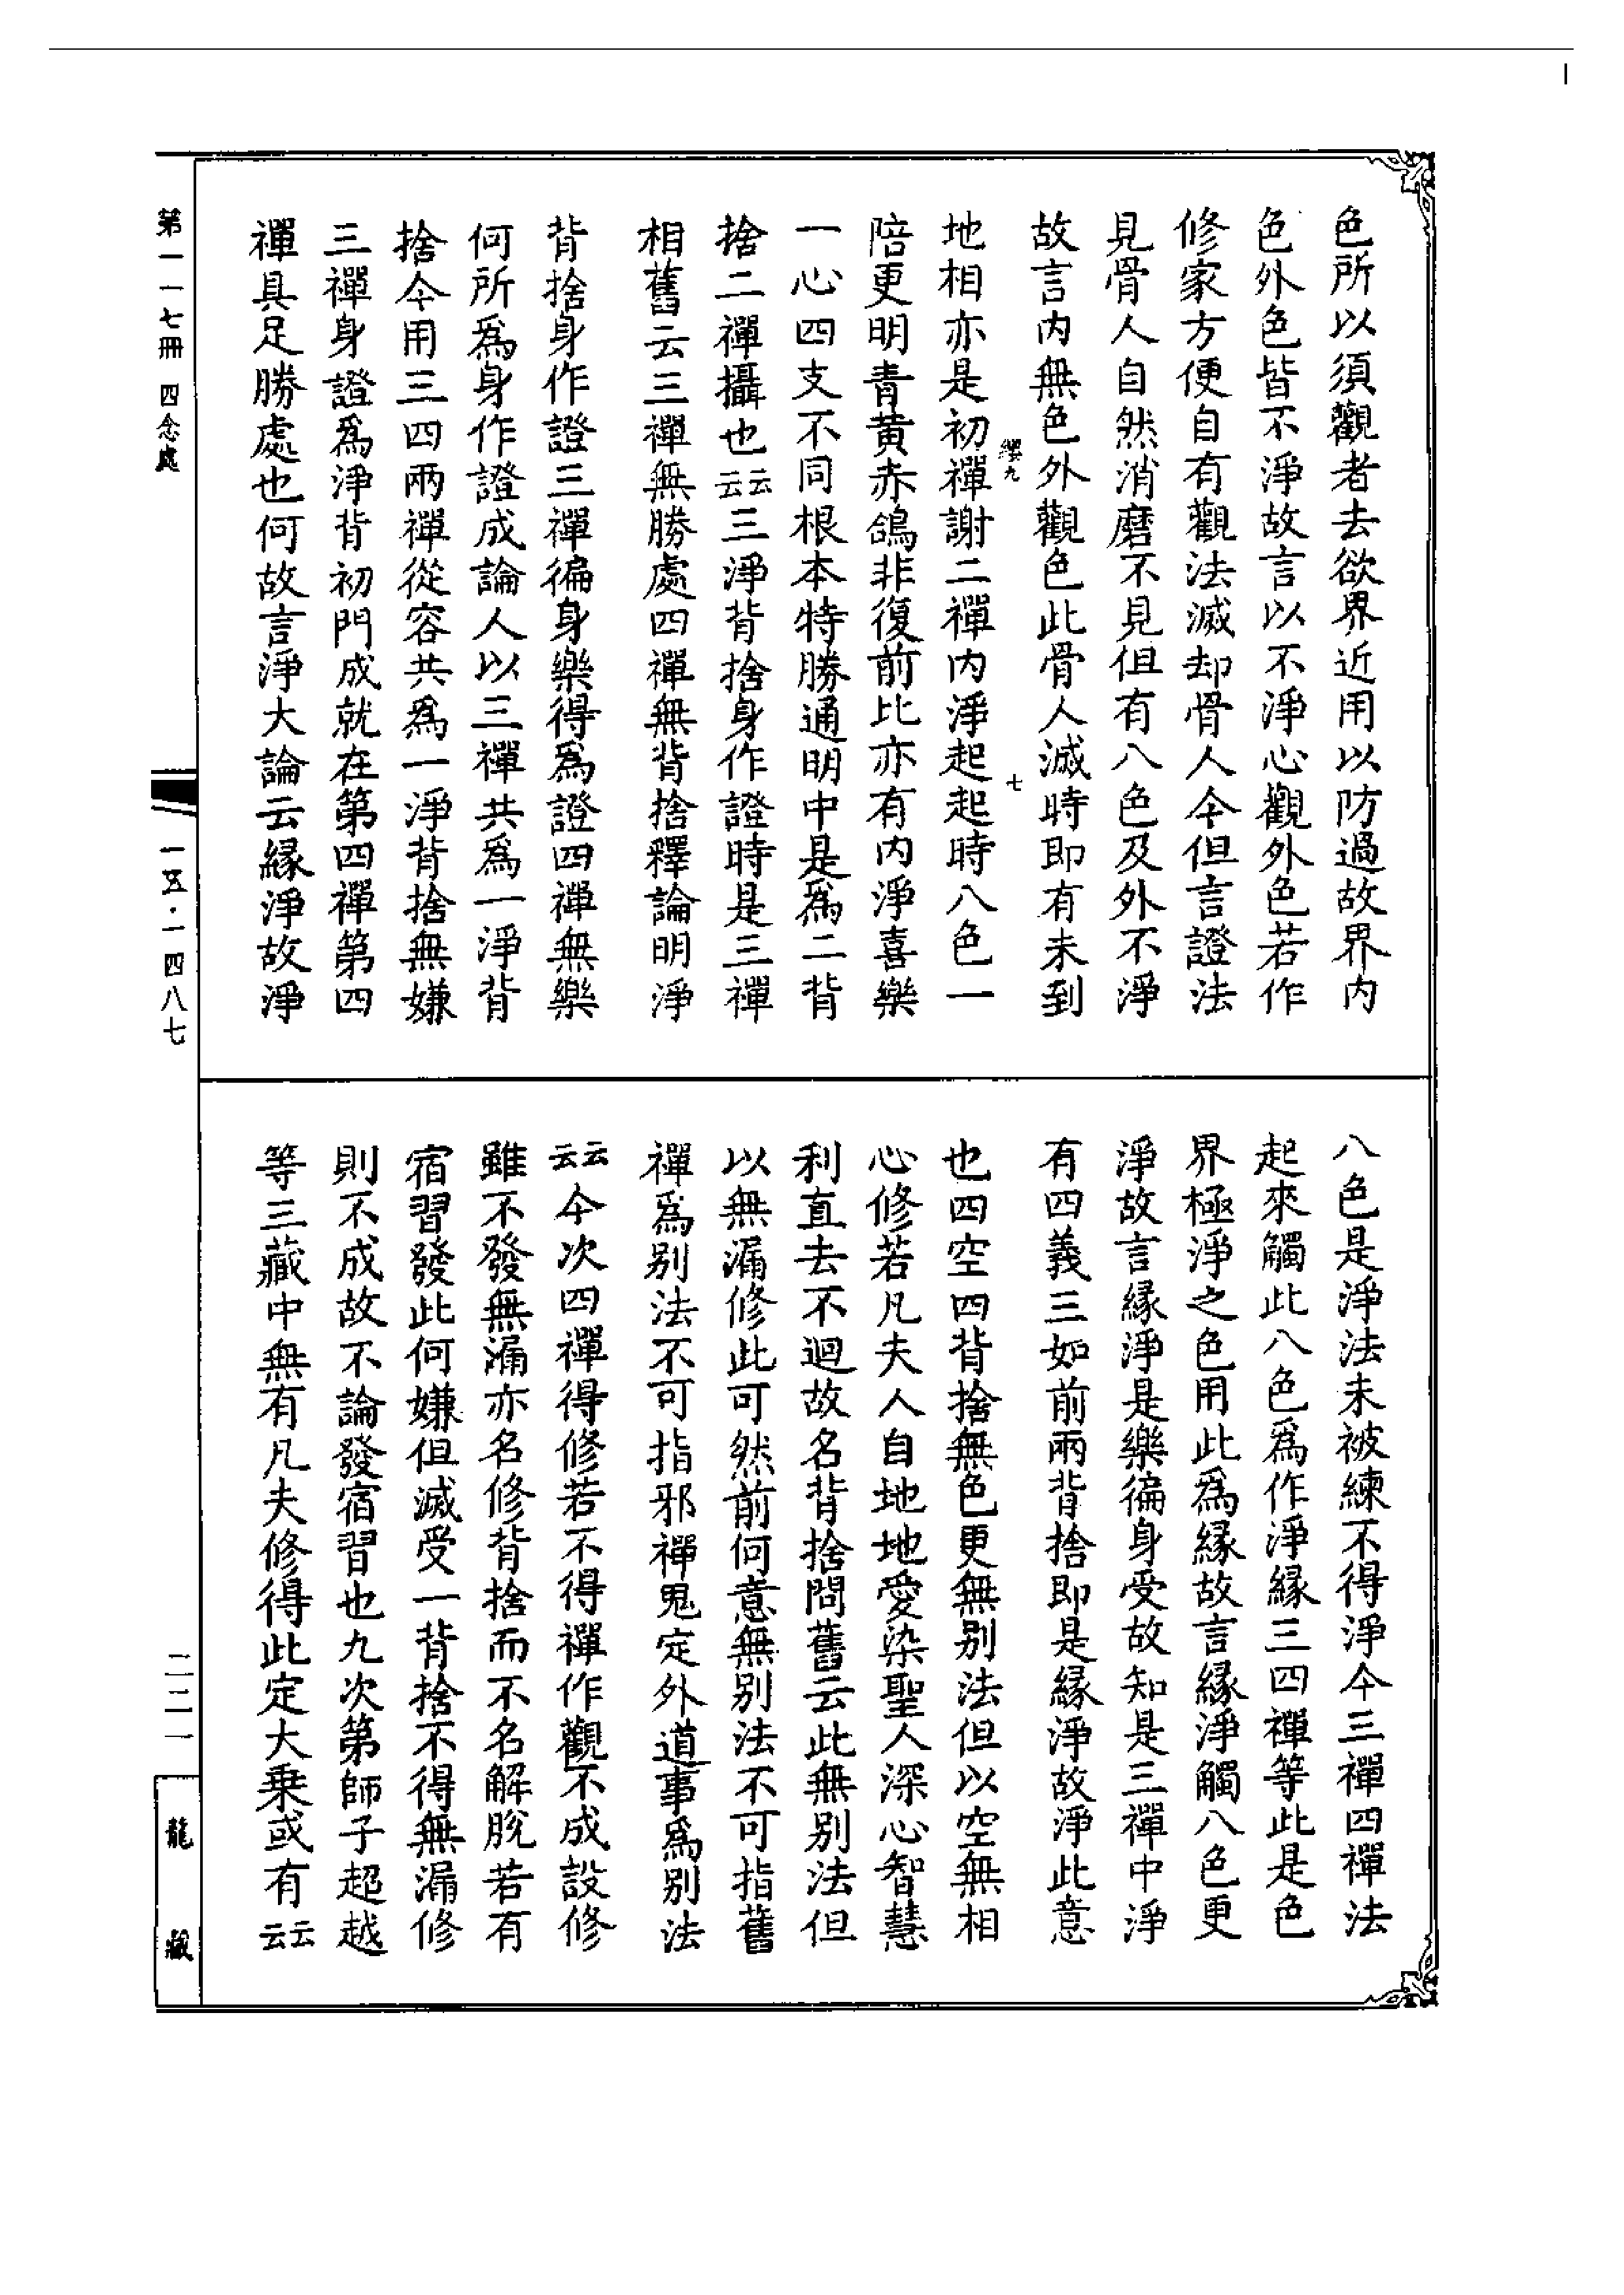 色所以須觀者去欲界近用以防過故界内
色外色皆不淨故言以不淨心觀外色若作
修家方便自有觀法滅却骨人今但言證法
見骨人自然消磨不見但有八色及外不淨
故言内無色外觀色此骨人滅時即有未到
纓九
七
地相亦是初禪謝二禪内淨起起時八色一
陪更明青黄赤鴿非復前比亦有内淨喜樂
一心四支不同根本特勝通明中是爲二背
捨二禪攝也云云三淨背捨身作證時是三禪
相舊云三禪無勝處四禪無背捨釋論明淨
背捨身作證三禪徧身樂得爲證四禪無樂
何所爲身作證成論人以三禪共爲一淨背
捨今用三四兩禪從容共爲一淨背捨無嫌
三禪身證爲淨背初門成就在第四禪第四
禪具足勝處也何故言淨大論云縁淨故淨
八色是淨法未被練不得淨今三禪四禪法
起來觸此八色爲作淨縁三四禪等此是色
界極淨之色用此爲縁故言縁淨觸八色更
淨故言縁淨是樂徧身受故知是三禪中淨
有四義三如前兩背捨即是縁淨故淨此意
也四空四背捨無色更無别法但以空無相
心修若凡夫人自地地愛染聖人深心智慧
利直去不迴故名背捨問舊云此無别法但
以無漏修此可然前何意無别法不可指舊
禪爲别法不可指邪禪鬼定外道事爲别法
云云今次四禪得修若不得禪作觀不成設修
雖不發無漏亦名修背捨而不名解脫若有
宿習發此何嫌但滅受一背捨不得無漏修
則不成故不論發宿習也九次第師子超越
等三藏中無有凡夫修得此定大乗或有云云
第一一七冊 四念處
一五·一四八七
二二一
龍藏